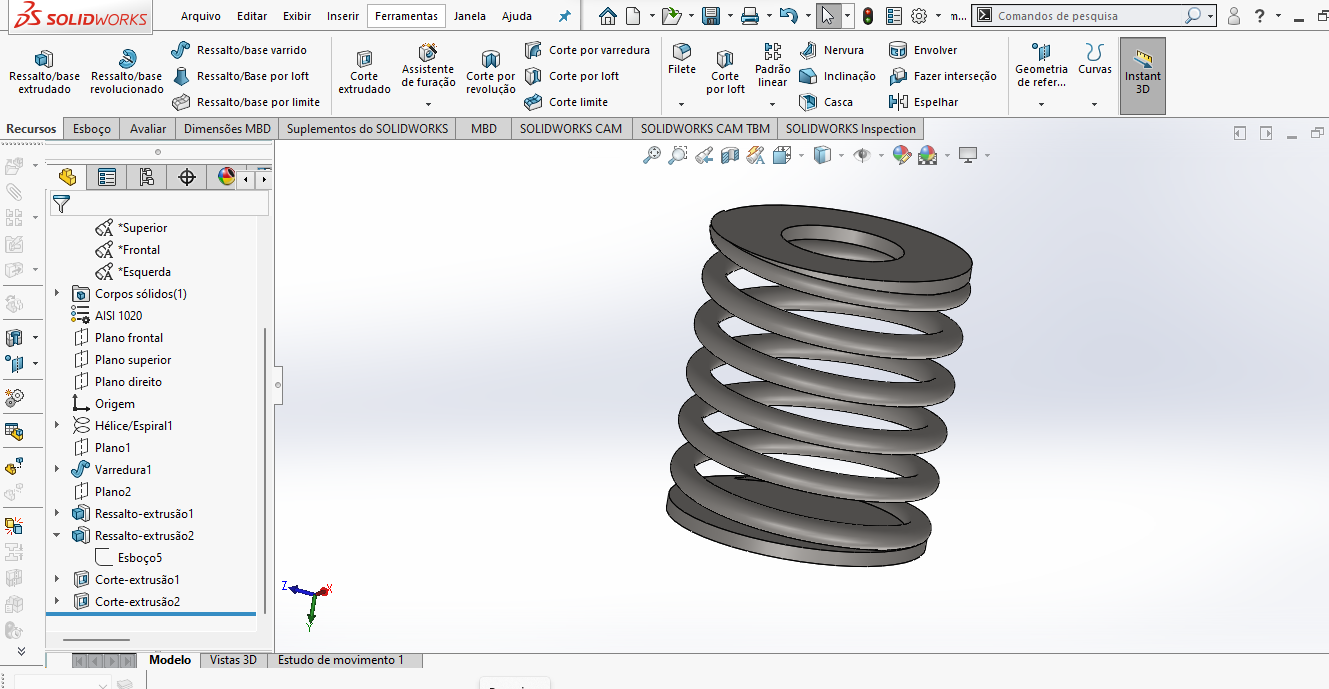 SOLIDWORKS
Arquivo Editar Exibir Inserir Ferramentas Janela Ajuda
m... Comandos de pesquisa ?
Ressalto/base extrudado
Ressalto/base revolucionado
Ressalto/base varrido
Ressalto/Base por loft
Ressalto/base por limite
Corte extrudado
Assistente de furação
Corte por revolução
Corte por varredura
Corte por loft
Corte limite
Filete
Corte por loft
Padrão linear
Nervura
Inclinação
Casca
Envolver
Fazer interseção
Espelhar
Geometria de refer...
Curvas
Instant 3D
Recursos Esboço Avaliar Dimensões MBD Suplementos do SOLIDWORKS MBD SOLIDWORKS CAM SOLIDWORKS CAM TBM SOLIDWORKS Inspection
*Superior
*Frontal
*Esquerda
Corpos sólidos(1)
AISI 1020
Plano frontal
Plano superior
Plano direito
Origem
Hélice/Espiral1
Plano1
Varredura1
Plano2
Ressalto-extrusão1
Ressalto-extrusão2
Esboço5
Corte-extrusão1
Corte-extrusão2
Z X
Y
Modelo Vistas 3D Estudo de movimento 1